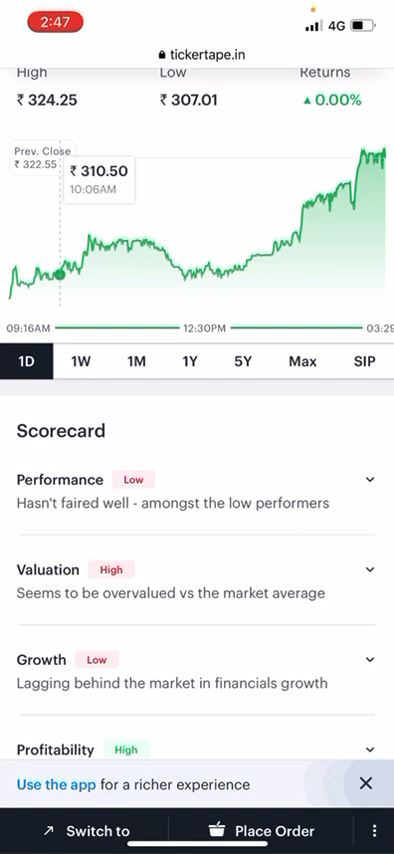 2:47
4G
tickertape.in
High Low Returns
₹ 324.25 ₹ 307.01 ▲ 0.00%
Prev. Close
₹ 322.55
₹ 310.50
10:06AM
09:16AM 12:30PM 03:29
1D 1W 1M 1Y 5Y Max SIP
Scorecard
Performance Low
Hasn't faired well - amongst the low performers
Valuation High
Seems to be overvalued vs the market average
Growth Low
Lagging behind the market in financials growth
Profitability High
Use the app for a richer experience
Switch to Place Order